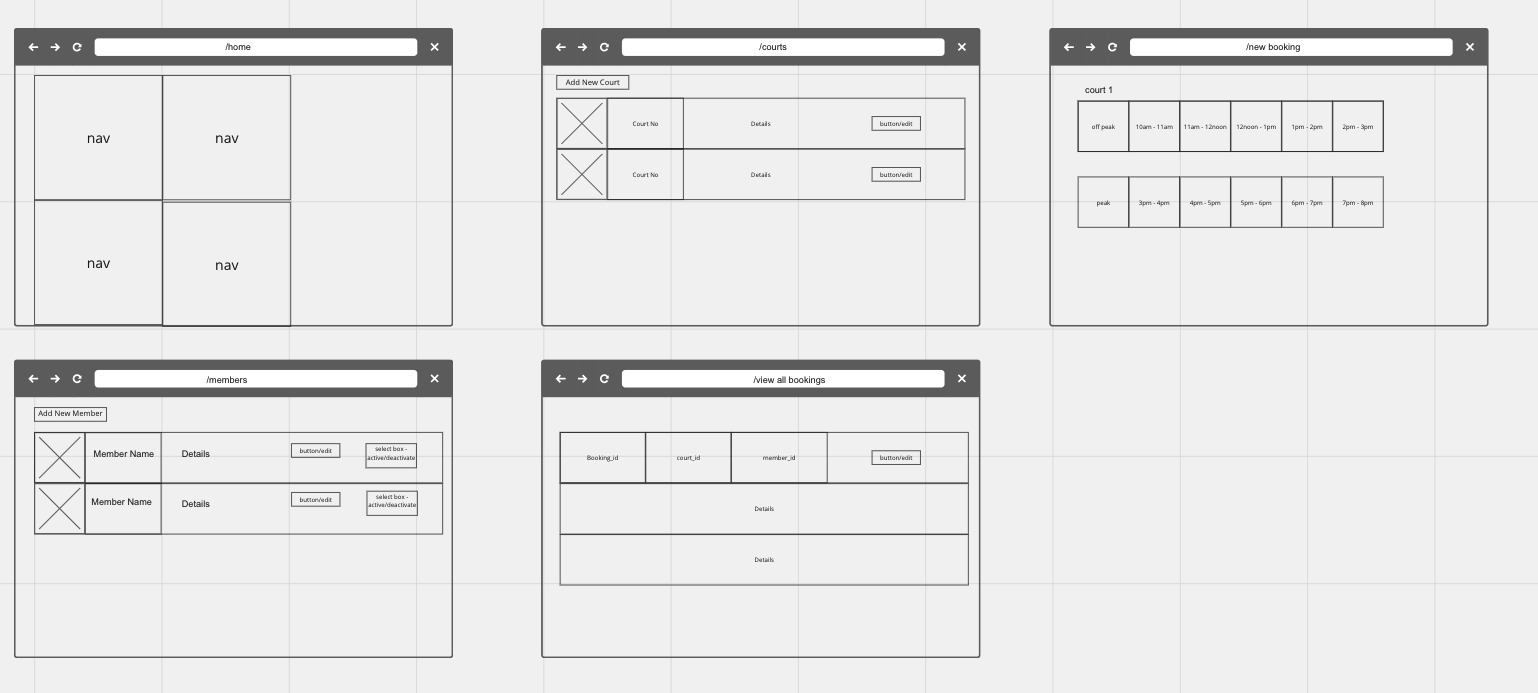 /home
nav
nav
nav
nav
/courts
Add New Court
Court No
Details
button/edit
Court No
Details
button/edit
/new booking
court 1
off peak
10am - 11am
11am - 12noon
12noon - 1pm
1pm - 2pm
2pm - 3pm
peak
3pm - 4pm
4pm - 5pm
5pm - 6pm
6pm - 7pm
7pm - 8pm
/members
Add New Member
Member Name
Details
button/edit
select box -
active/deactivate
Member Name
Details
button/edit
select box -
active/deactivate
/view all bookings
Booking_id
court_id
member_id
button/edit
Details
Details